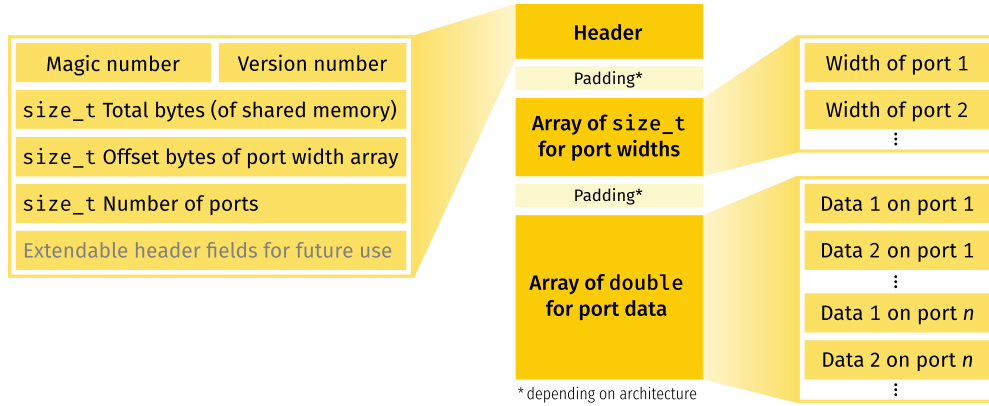 Magic number
Version number
size_t Total bytes (of shared memory)
size_t Offset bytes of port width array
size_t Number of ports
Extendable header fields for future use
Header
Padding*
Array of size_t
for port widths
Padding*
Array of double
for port data
* depending on architecture
Width of port 1
Width of port 2
⋮
Data 1 on port 1
Data 2 on port 1
⋮
Data 1 on port n
Data 2 on port n
⋮